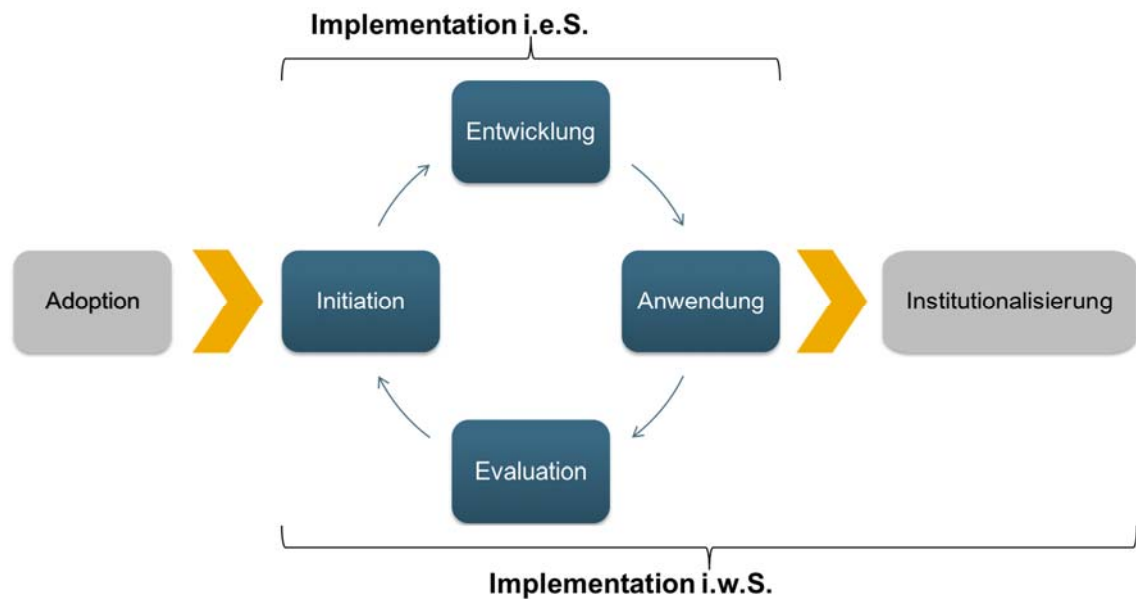 Implementation i.e.S.
Entwicklung
Adoption
Initiation
Anwendung
Institutionalisierung
Evaluation
Implementation i.w.S.